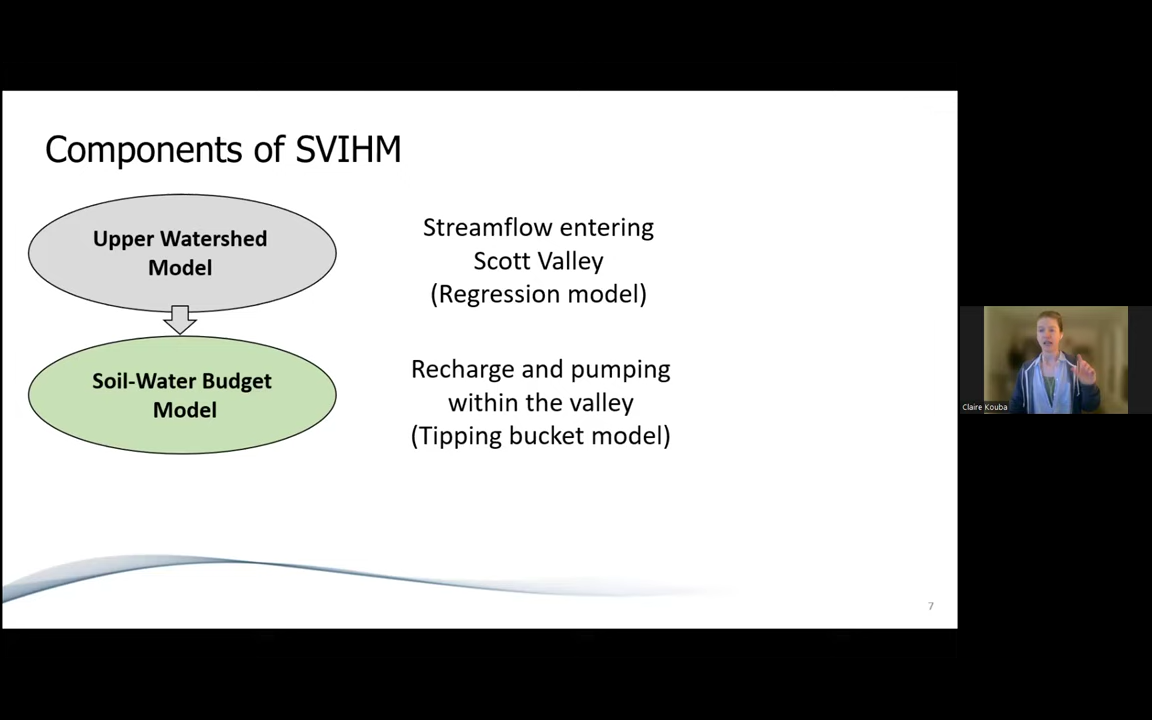 Components of SVIHM
Upper Watershed
Model
Streamflow entering
Scott Valley
(Regression model)
Soil-Water Budget
Model
Recharge and pumping
within the valley
(Tipping bucket model)
7
Claire Kouba